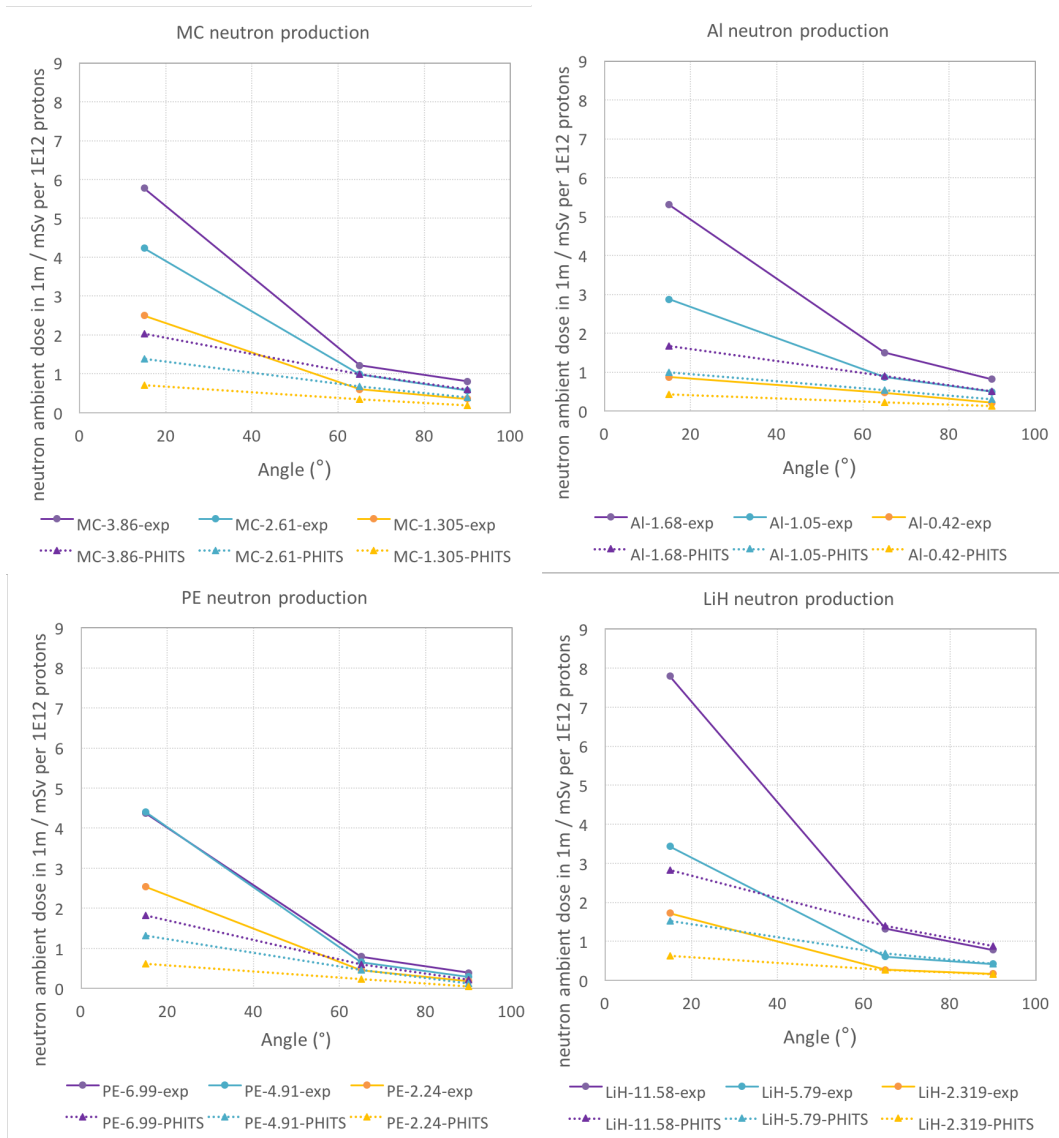 MC neutron production
neutron ambient dose in 1m / mSv per 1E12 protons
9
8
7
6
5
4
3
2
1
0
0 20 40 60 80 100
Angle (°)
MC-3.86-exp MC-2.61-exp MC-1.305-exp
MC-3.86-PHITS MC-2.61-PHITS MC-1.305-PHITS
Al neutron production
neutron ambient dose in 1m / mSv per 1E12 protons
9
8
7
6
5
4
3
2
1
0
0 20 40 60 80 100
Angle (°)
Al-1.68-exp Al-1.05-exp Al-0.42-exp
Al-1.68-PHITS Al-1.05-PHITS Al-0.42-PHITS
PE neutron production
neutron ambient dose in 1m / mSv per 1E12 protons
9
8
7
6
5
4
3
2
1
0
0 20 40 60 80 100
Angle (°)
PE-6.99-exp PE-4.91-exp PE-2.24-exp
PE-6.99-PHITS PE-4.91-PHITS PE-2.24-PHITS
LiH neutron production
neutron ambient dose in 1m / mSv per 1E12 protons
9
8
7
6
5
4
3
2
1
0
0 20 40 60 80 100
Angle (°)
LiH-11.58-exp LiH-5.79-exp LiH-2.319-exp
LiH-11.58-PHITS LiH-5.79-PHITS LiH-2.319-PHITS